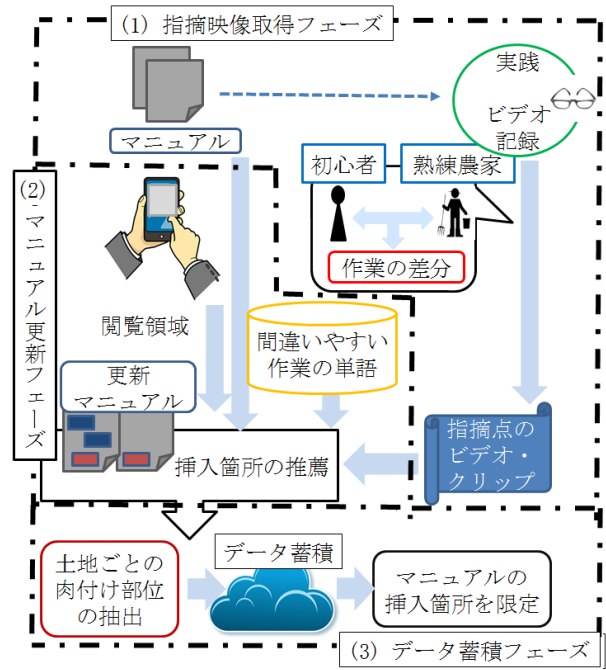 (1) 指摘映像取得フェーズ
実践
ビデオ
記録
マニュアル
初心者
熟練農家
作業の差分
(2)マニュアル更新フェーズ
閲覧領域
間違いやすい
作業の単語
更新
マニュアル
挿入箇所の推薦
指摘点の
ビデオ・
クリップ
土地ごとの
肉付け部位
の抽出
データ蓄積
マニュアルの
挿入箇所を限定
(3) データ蓄積フェーズ